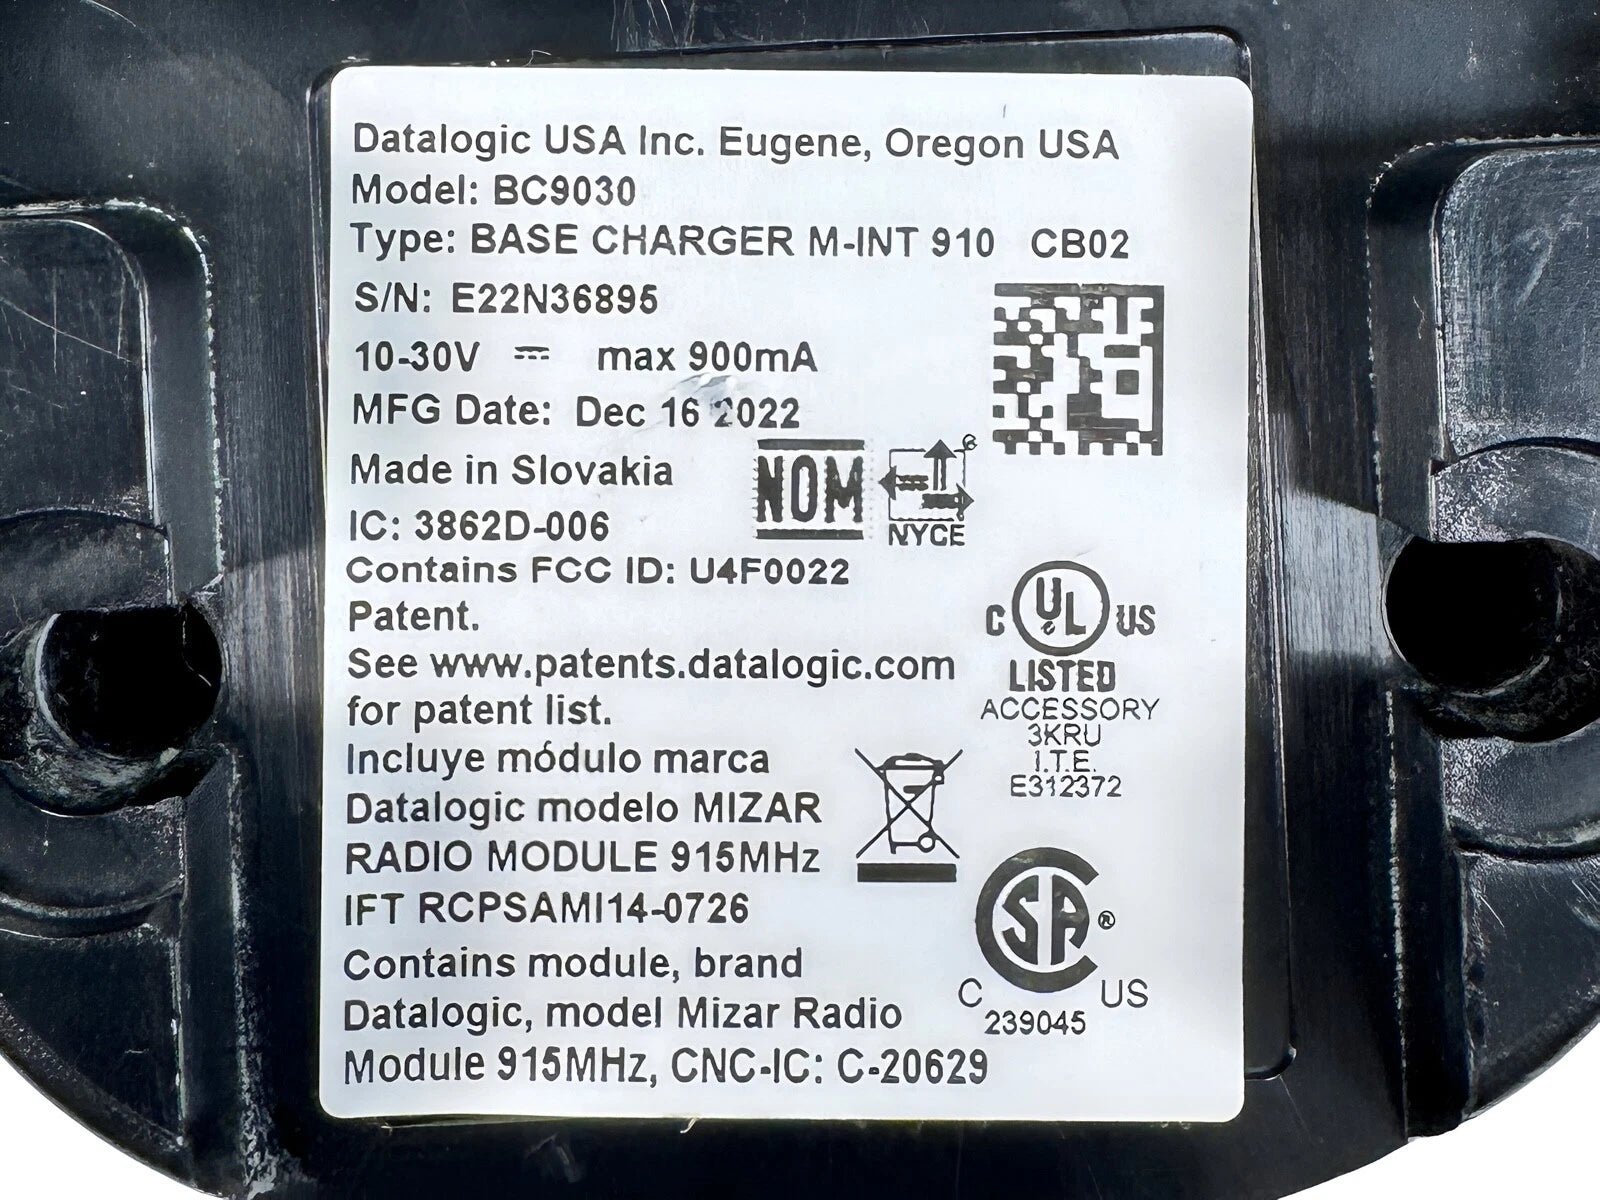 Datalogic USA Inc. Eugene, Oregon USA
Model: BC9030
Type: BASE CHARGER M-INT 910 CB02
S/N: E22N36895
10-30V ⎓ max 900mA
MFG Date: Dec 16 2022
Made in Slovakia
NOM
NYCE
IC: 3862D-006
Contains FCC ID: U4F0022
Patent.
See www.patents.datalogic.com
for patent list.
C UL US
LISTED
ACCESSORY
3KRU
I.T.E.
E312372
Incluye módulo marca
Datalogic modelo MIZAR
RADIO MODULE 915MHz
IFT RCPSAMI14-0726
Contains module, brand
Datalogic, model Mizar Radio
Module 915MHz, CNC-IC: C-20629
CSA®
C US
239045